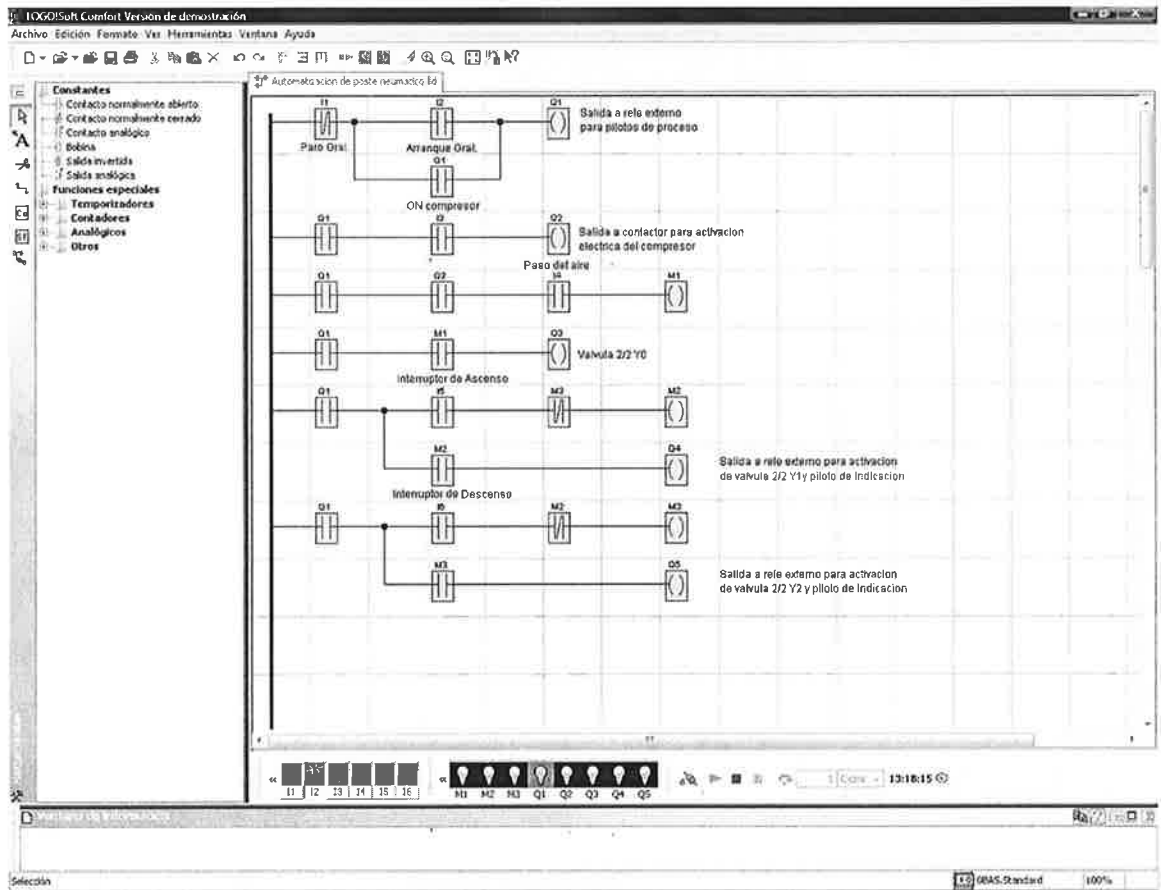 LOGO!Soft Comfort Versión de demostración
Archivo Edición Formato Ver Herramientas Ventana Ayuda
Automatizacion de poste neumatico.lld
Constantes
Contacto normalmente abierto
Contacto normalmente cerrado
Contacto analógico
Bobina
Salida invertida
Salida analógica
Funciones especiales
Temporizadores
Contadores
Analógicos
Otros
I1 I2 Q1
Salida a rele externo
para pilotos de proceso
Paro Gral. Arranque Gral.
Q1
ON compresor
Q1 I3 Q2
Salida a contactor para activacion
electrica del compresor
Paso del aire
Q1 Q2 I4 M1
Q1 M1 Q3
Valvula 2/2 Y0
Interruptor de Ascenso
Q1 I5 M3 M2
M2 Q4
Salida a rele externo para activacion
de valvula 2/2 Y1y piloto de indicacion
Interruptor de Descenso
Q1 I6 M2 M3
M3 Q5
Salida a rele externo para activacion
de valvula 2/2 Y2 y piloto de indicacion
I1 I2 I3 I4 I5 I6
M1 M2 M3 Q1 Q2 Q3 Q4 Q5
13:18:15
Ventana de información
Selección
0BA5.Standard
100%